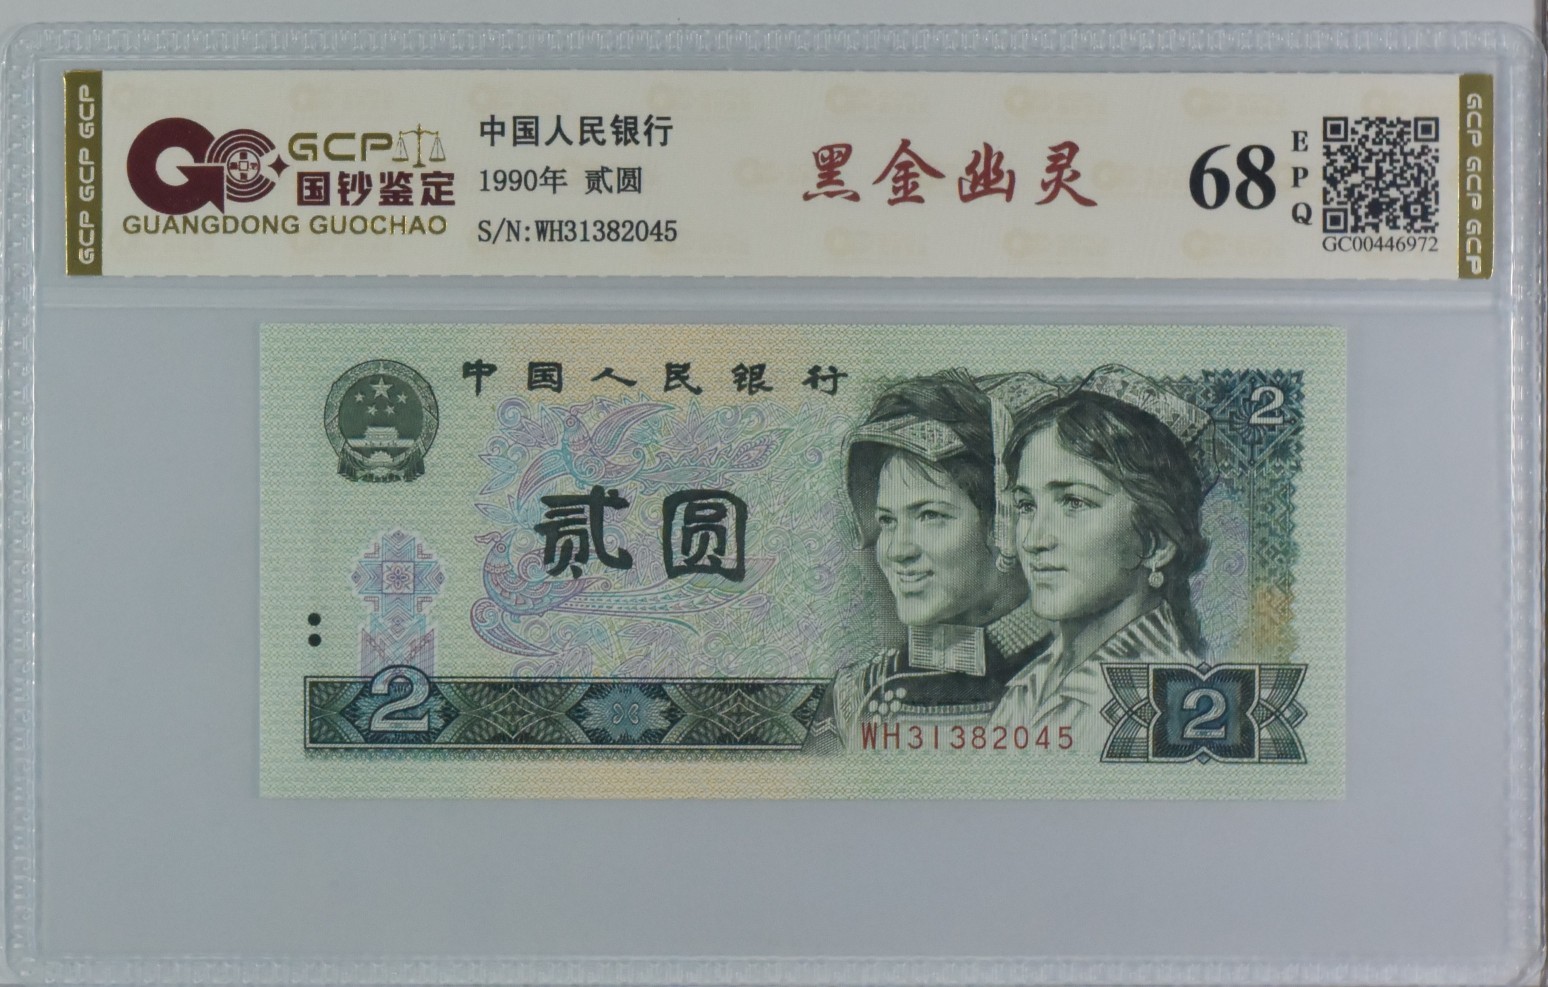 GCP GCP GCP
GCP
国钞鉴定
GUANGDONG GUOCHAO
中国人民银行
1990年 贰圆
S/N:WH31382045
黑金幽灵
68
EPQ
GC00446972
GCP GCP GCP
中国人民银行
2
贰圆
2
WH31382045
2